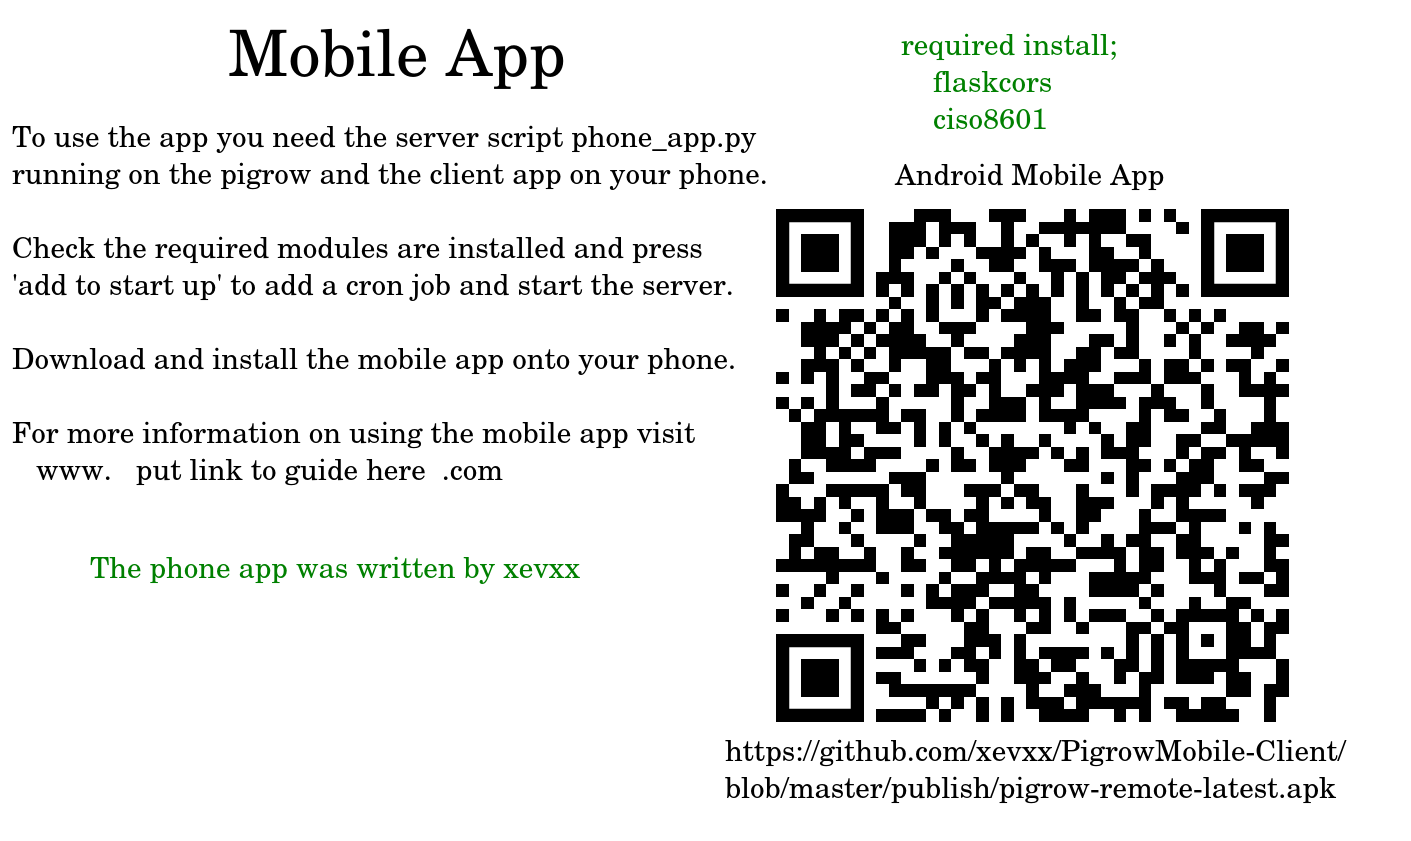 Mobile App
To use the app you need the server script phone_app.py
running on the pigrow and the client app on your phone.
Check the required modules are installed and press
'add to start up' to add a cron job and start the server.
Download and install the mobile app onto your phone.
For more information on using the mobile app visit
www. put link to guide here .com
The phone app was written by xevxx
required install;
flaskcors
ciso8601
Android Mobile App
https://github.com/xevxx/PigrowMobile-Client/
blob/master/publish/pigrow-remote-latest.apk